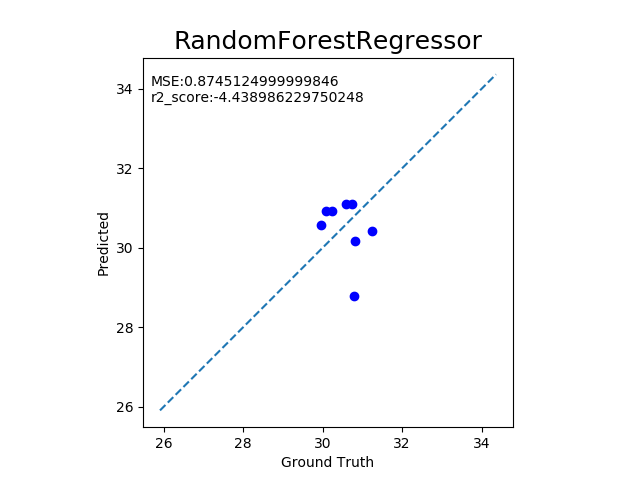 RandomForestRegressor
MSE:0.8745124999999846
r2_score:-4.438986229750248
34
32
30
28
26
Predicted
26 28 30 32 34
Ground Truth